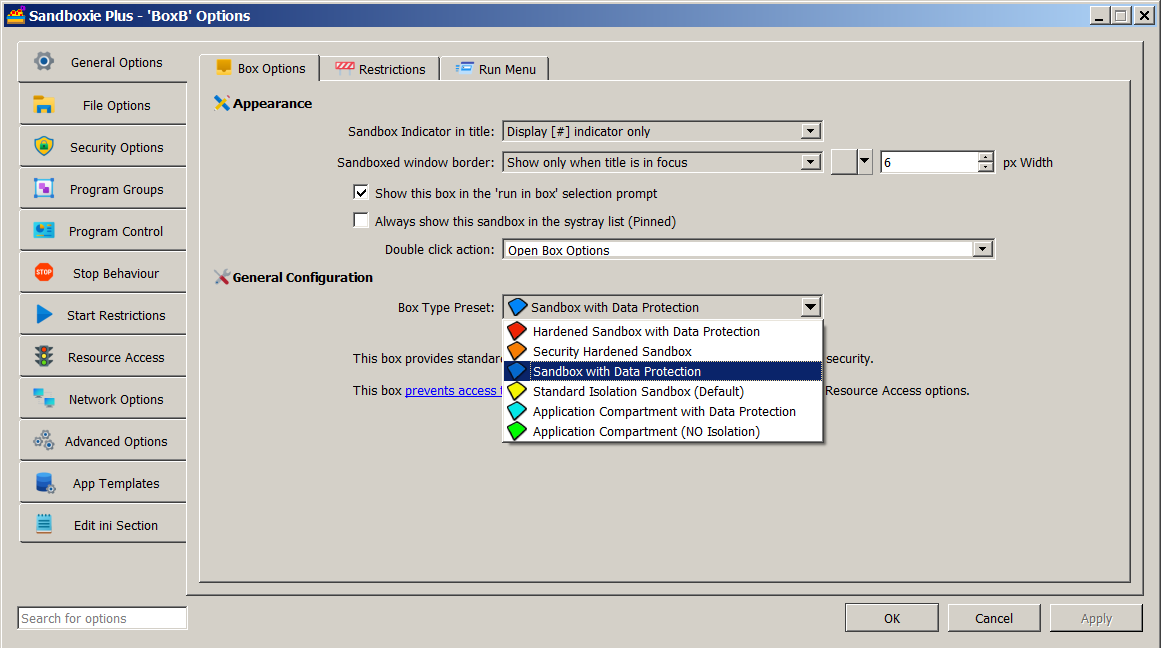 Sandboxie Plus - 'BoxB' Options
General Options
File Options
Security Options
Program Groups
Program Control
Stop Behaviour
Start Restrictions
Resource Access
Network Options
Advanced Options
App Templates
Edit ini Section
Search for options
Box Options
Restrictions
Run Menu
Appearance
Sandbox Indicator in title: Display [#] indicator only
Sandboxed window border: Show only when title is in focus 6 px Width
Show this box in the 'run in box' selection prompt
Always show this sandbox in the systray list (Pinned)
Double click action: Open Box Options
General Configuration
Box Type Preset: Sandbox with Data Protection
Hardened Sandbox with Data Protection
Security Hardened Sandbox
Sandbox with Data Protection
Standard Isolation Sandbox (Default)
Application Compartment with Data Protection
Application Compartment (NO Isolation)
This box provides security.
This box prevents access Resource Access options.
STOP
OK
Cancel
Apply